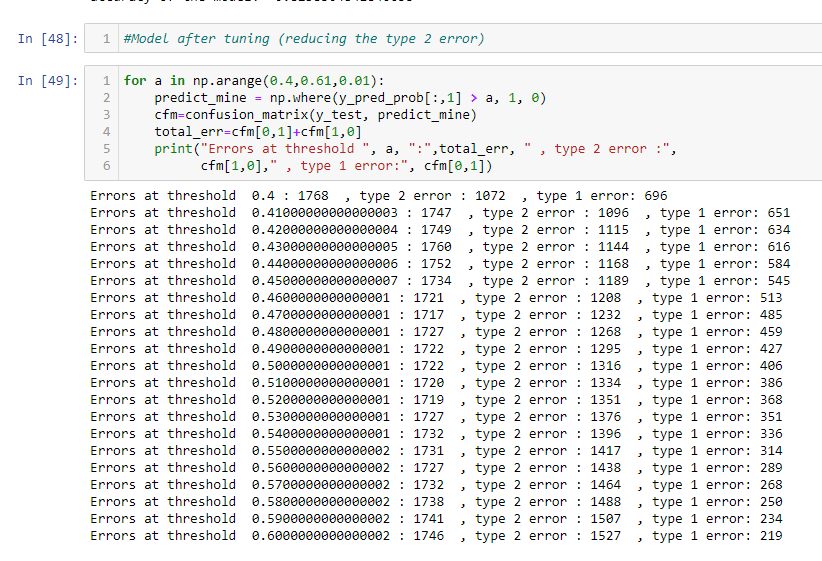 In [48]: 1 #Model after tuning (reducing the type 2 error)
In [49]: 1 for a in np.arange(0.4,0.61,0.01):
2     predict_mine = np.where(y_pred_prob[:,1] > a, 1, 0)
3     cfm=confusion_matrix(y_test, predict_mine)
4     total_err=cfm[0,1]+cfm[1,0]
5     print("Errors at threshold ", a, ":",total_err, " , type 2 error :",
6           cfm[1,0]," , type 1 error:", cfm[0,1])
Errors at threshold  0.4 : 1768  , type 2 error : 1072  , type 1 error: 696
Errors at threshold  0.41000000000000003 : 1747  , type 2 error : 1096  , type 1 error: 651
Errors at threshold  0.42000000000000004 : 1749  , type 2 error : 1115  , type 1 error: 634
Errors at threshold  0.43000000000000005 : 1760  , type 2 error : 1144  , type 1 error: 616
Errors at threshold  0.44000000000000006 : 1752  , type 2 error : 1168  , type 1 error: 584
Errors at threshold  0.45000000000000007 : 1734  , type 2 error : 1189  , type 1 error: 545
Errors at threshold  0.4600000000000001 : 1721  , type 2 error : 1208  , type 1 error: 513
Errors at threshold  0.4700000000000001 : 1717  , type 2 error : 1232  , type 1 error: 485
Errors at threshold  0.4800000000000001 : 1727  , type 2 error : 1268  , type 1 error: 459
Errors at threshold  0.4900000000000001 : 1722  , type 2 error : 1295  , type 1 error: 427
Errors at threshold  0.5000000000000001 : 1722  , type 2 error : 1316  , type 1 error: 406
Errors at threshold  0.5100000000000001 : 1720  , type 2 error : 1334  , type 1 error: 386
Errors at threshold  0.5200000000000001 : 1719  , type 2 error : 1351  , type 1 error: 368
Errors at threshold  0.5300000000000001 : 1727  , type 2 error : 1376  , type 1 error: 351
Errors at threshold  0.5400000000000001 : 1732  , type 2 error : 1396  , type 1 error: 336
Errors at threshold  0.5500000000000002 : 1731  , type 2 error : 1417  , type 1 error: 314
Errors at threshold  0.5600000000000002 : 1727  , type 2 error : 1438  , type 1 error: 289
Errors at threshold  0.5700000000000002 : 1732  , type 2 error : 1464  , type 1 error: 268
Errors at threshold  0.5800000000000002 : 1738  , type 2 error : 1488  , type 1 error: 250
Errors at threshold  0.5900000000000002 : 1741  , type 2 error : 1507  , type 1 error: 234
Errors at threshold  0.6000000000000002 : 1746  , type 2 error : 1527  , type 1 error: 219